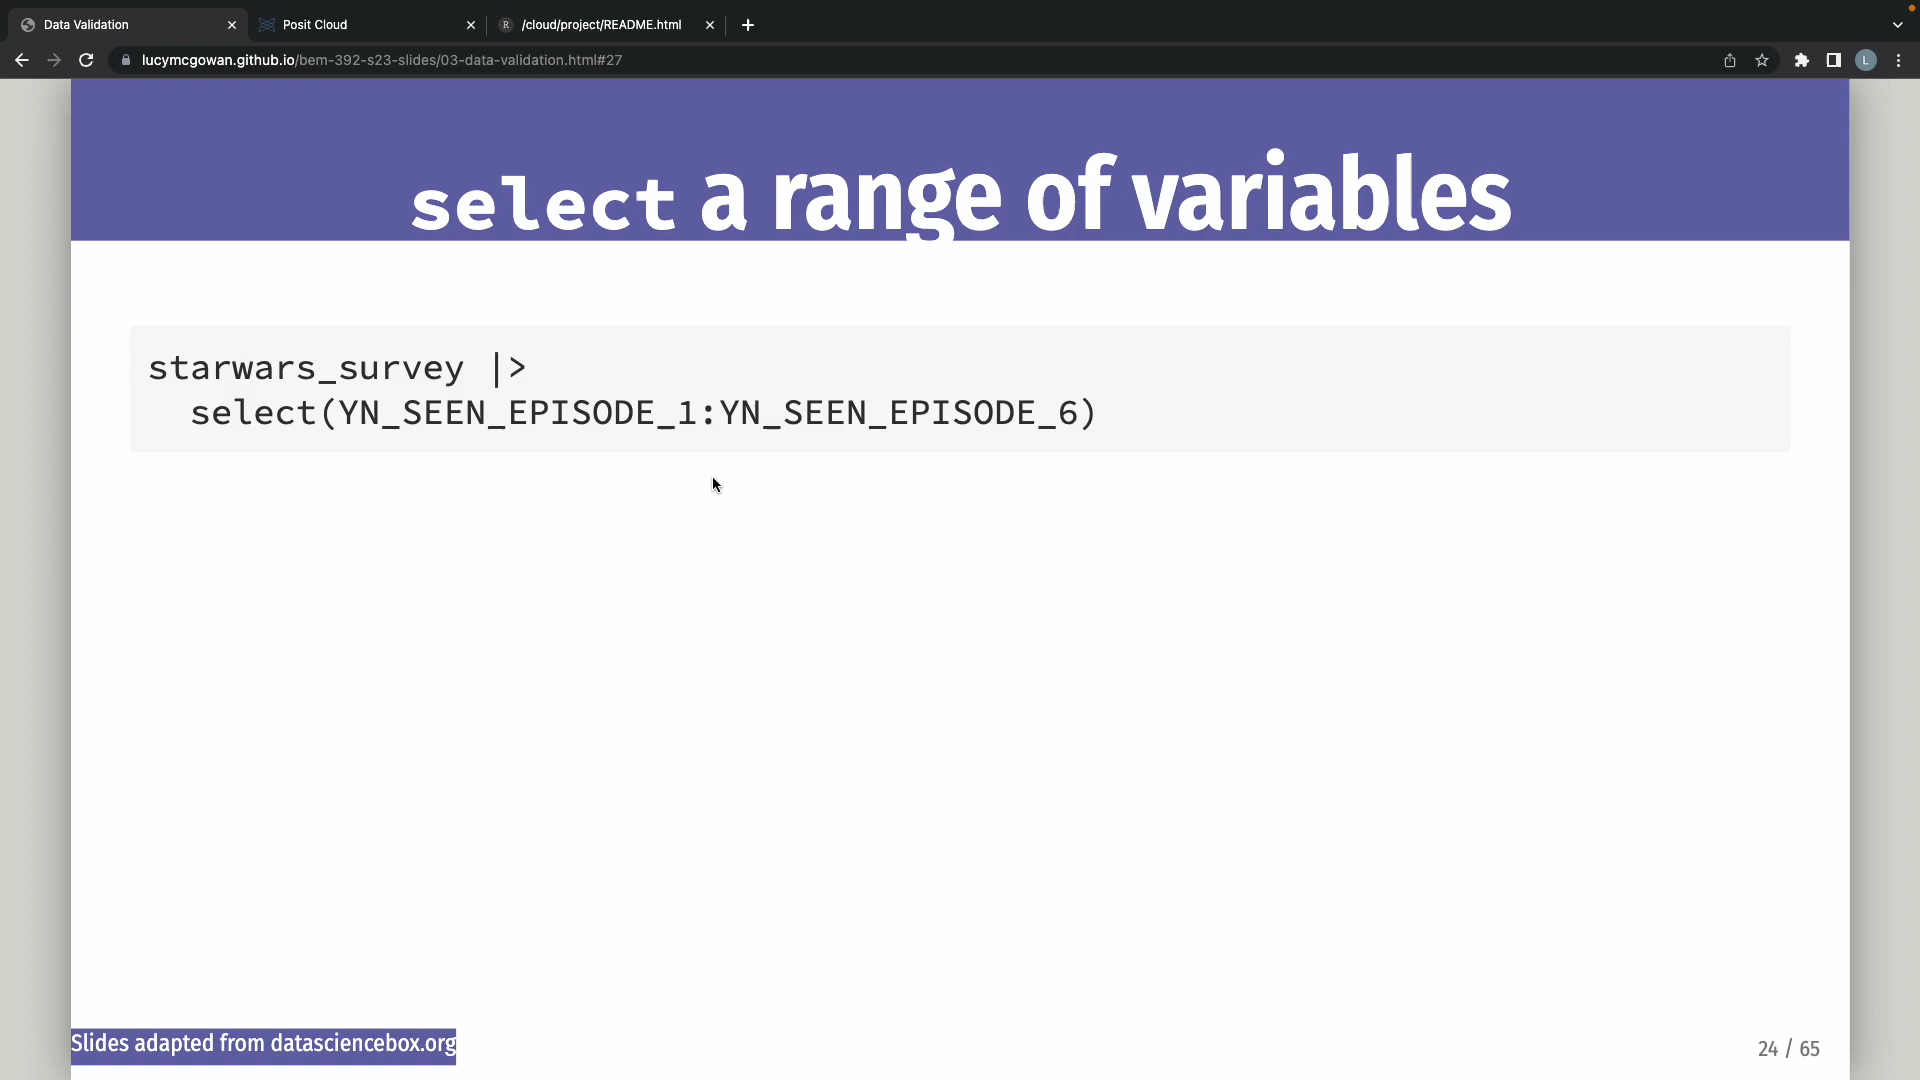 Data Validation
Posit Cloud
R
/cloud/project/README.html
lucymcgowan.github.io/bem-392-s23-slides/03-data-validation.html#27
L
select a range of variables
starwars_survey |>
  select(YN_SEEN_EPISODE_1:YN_SEEN_EPISODE_6)
Slides adapted from datasciencebox.org
24 / 65